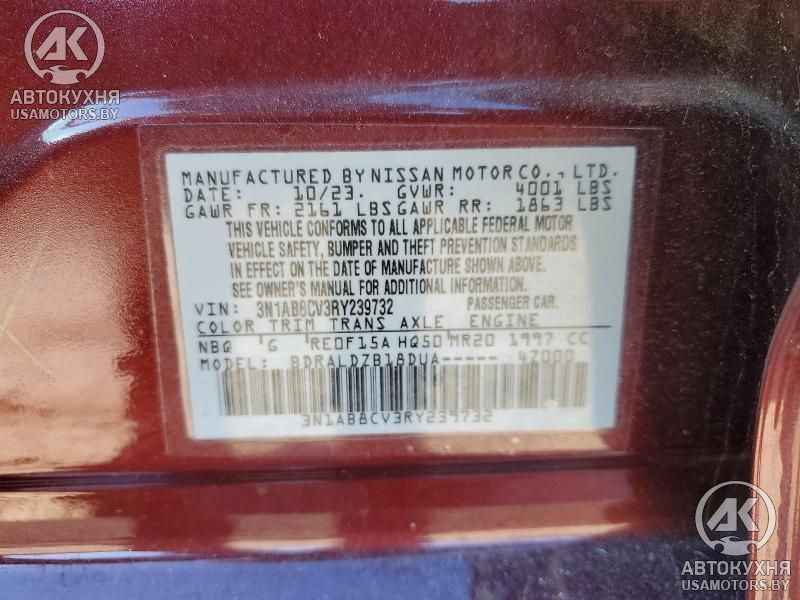 AK
АВТОКУХНЯ
USAMOTORS.BY
MANUFACTURED BY NISSAN MOTOR CO., LTD.
DATE: 10/23. GVWR: 4001 LBS
GAWR FR: 2161 LBS GAWR RR: 1863 LBS
THIS VEHICLE CONFORMS TO ALL APPLICABLE FEDERAL MOTOR
VEHICLE SAFETY, BUMPER AND THEFT PREVENTION STANDARDS
IN EFFECT ON THE DATE OF MANUFACTURE SHOWN ABOVE.
SEE OWNER'S MANUAL FOR ADDITIONAL INFORMATION.
VIN: 3N1AB8CV3RY239732 PASSENGER CAR.
COLOR TRIM TRANS AXLE ENGINE
NBQ G RE0F15A HQ50 MR20 1997 CC
MODEL: BDRALDZB18DUA----- 47000
3N1AB8CV3RY239732
AK
АВТОКУХНЯ
USAMOTORS.BY